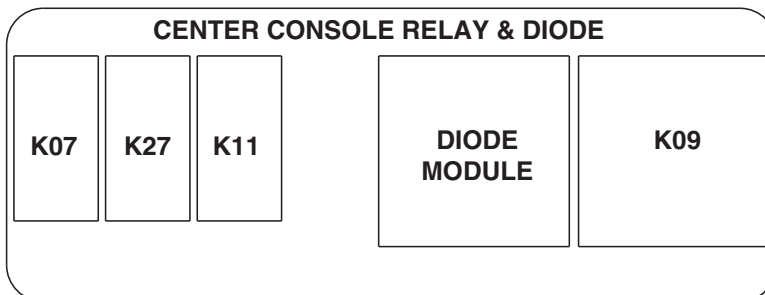 CENTER CONSOLE RELAY & DIODE
K07
K27
K11
DIODE
MODULE
K09